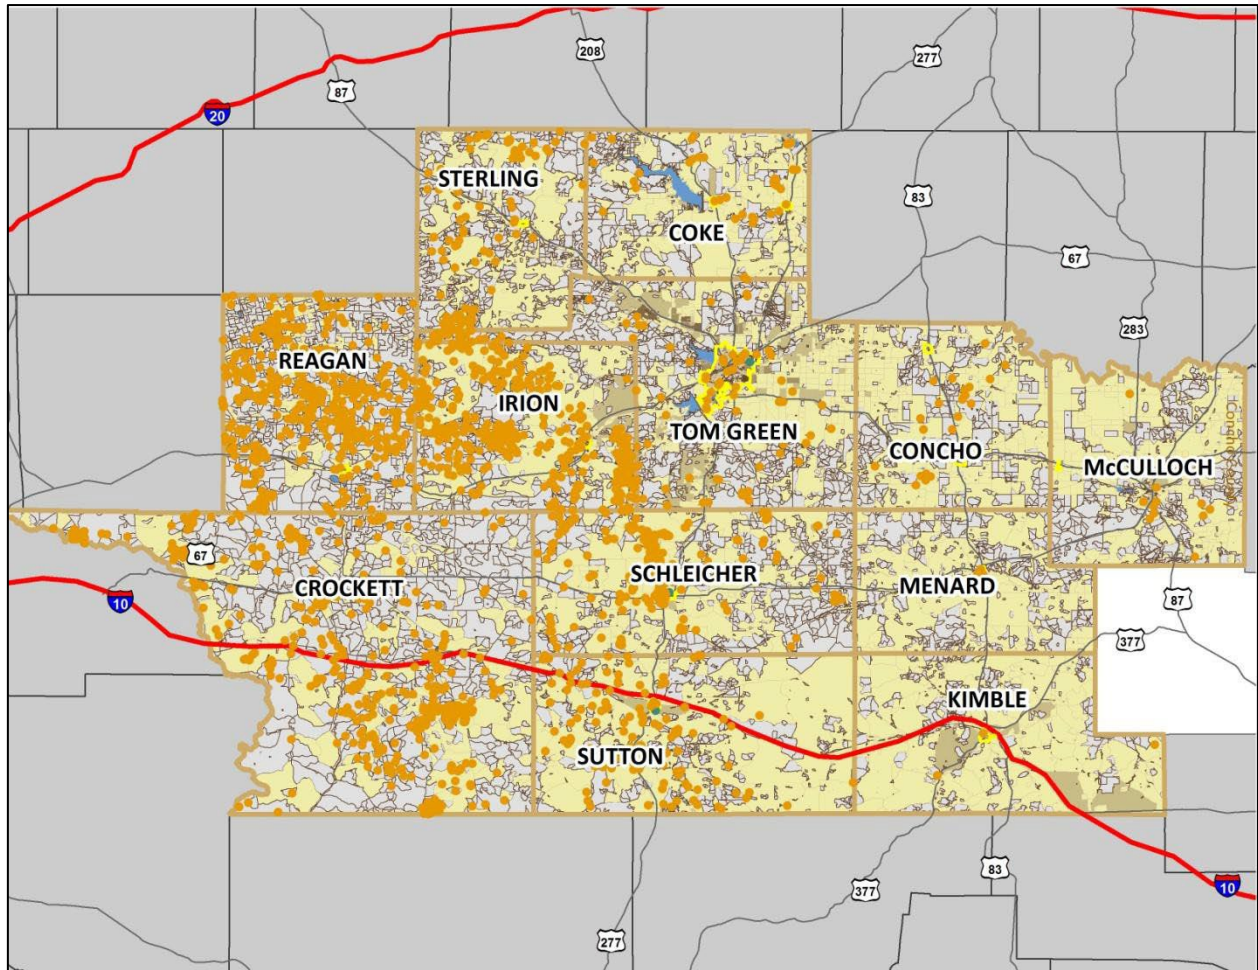 208
277
87
20
STERLING
83
COKE
67
283
REAGAN
IRION
TOM GREEN
CONCHO
McCULLOCH
67
CROCKETT
SCHLEICHER
MENARD
10
87
377
KIMBLE
SUTTON
83
377
10
277